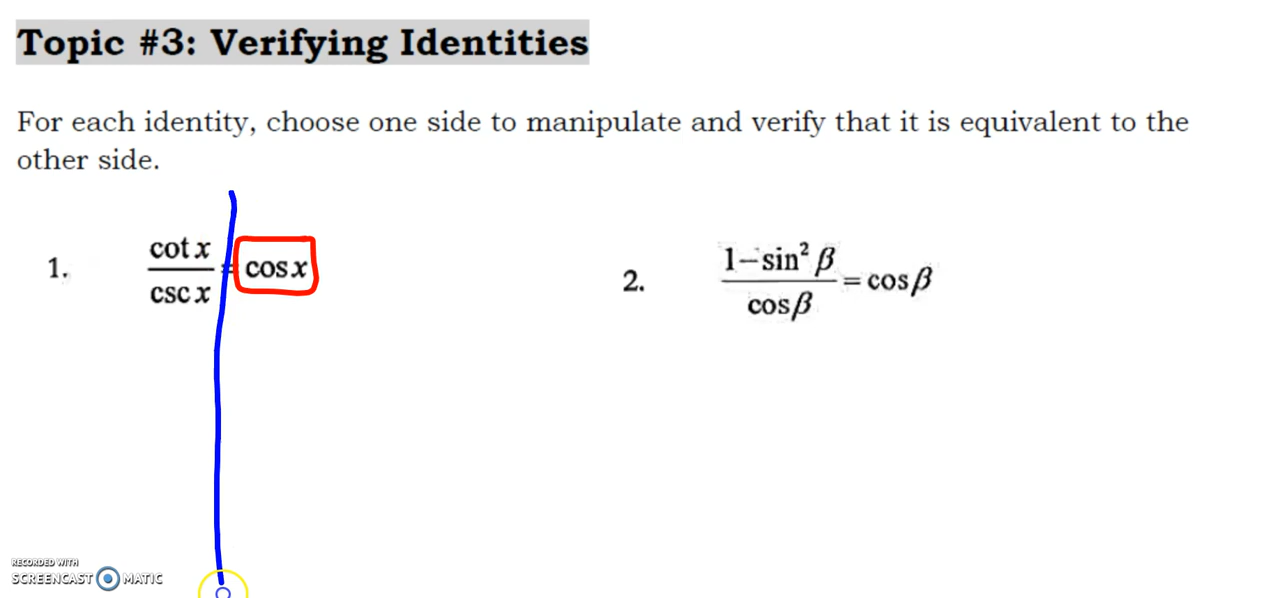 Topic #3: Verifying Identities
For each identity, choose one side to manipulate and verify that it is equivalent to the
other side.
1. cot x / csc x = cos x
2. 1−sin² β / cos β = cos β
RECORDED WITH
SCREENCAST MATIC